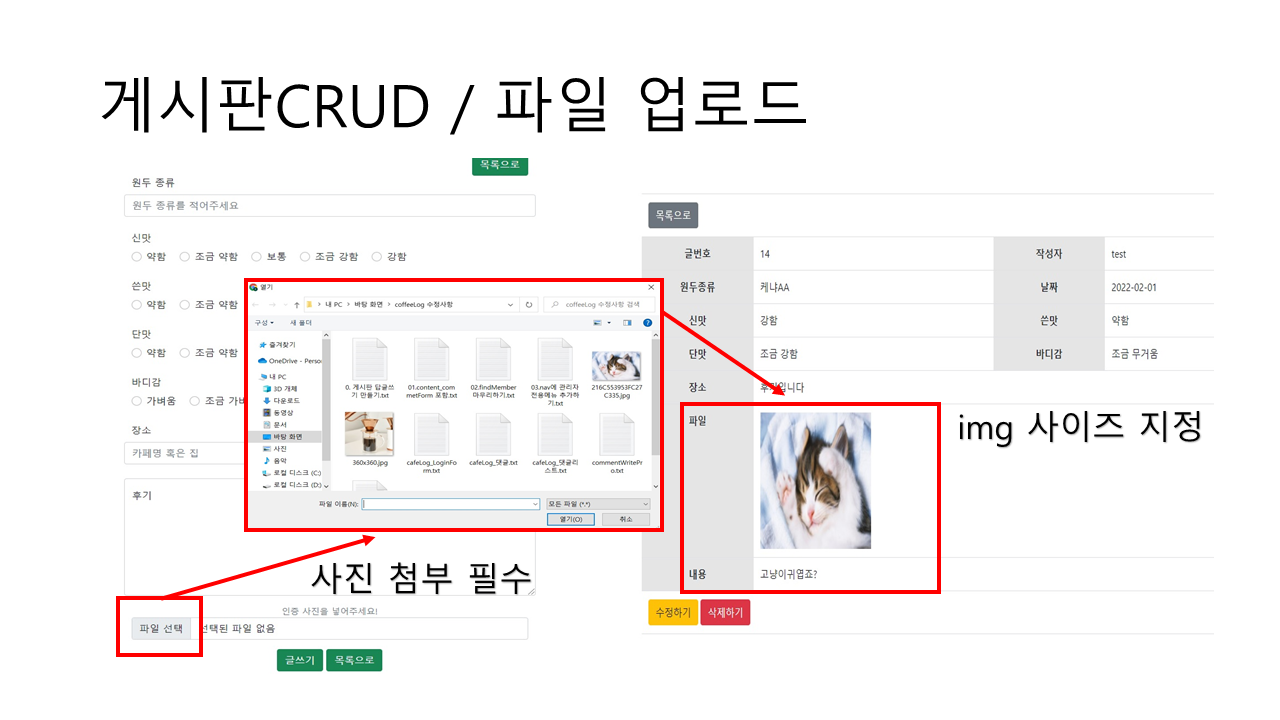 게시판CRUD / 파일 업로드
목록으로
원두 종류
원두 종류를 적어주세요
신맛
약함 조금 약함 보통 조금 강함 강함
쓴맛
약함 조금 약함
단맛
약함 조금 약함
바디감
가벼움 조금 가벼
장소
카페명 혹은 집
후기
열기
내 PC > 바탕 화면 > coffeeLog 수정사항
coffeeLog 수정사항 검색
구성 새 폴더
즐겨찾기
OneDrive - Perso
내 PC
3D 개체
다운로드
동영상
문서
바탕 화면
사진
음악
로컬 디스크 (C:)
로컬 디스크 (D:)
0. 게시판 답글쓰
기 만들기.txt
01.content_com
metForm 포함.txt
02.findMember
마무리하기.txt
03.nav에 관리자
전용메뉴 추가하
기.txt
216C553953FC27
C335.jpg
360x360.jpg
cafeLog_LoginFo
rm.txt
cafeLog_댓글.txt
cafeLog_댓글리
스트.txt
commentWritePr
o.txt
파일 이름(N):
모든 파일 (*.*)
열기(O) 취소
사진 첨부 필수
인증 사진을 넣어주세요!
파일 선택 선택된 파일 없음
글쓰기 목록으로
목록으로
글번호 14 작성자 test
원두종류 케냐AA 날짜 2022-02-01
신맛 강함 쓴맛 약함
단맛 조금 강함 바디감 조금 무거움
장소 입니다
파일
img 사이즈 지정
내용 고냥이귀엽죠?
수정하기 삭제하기